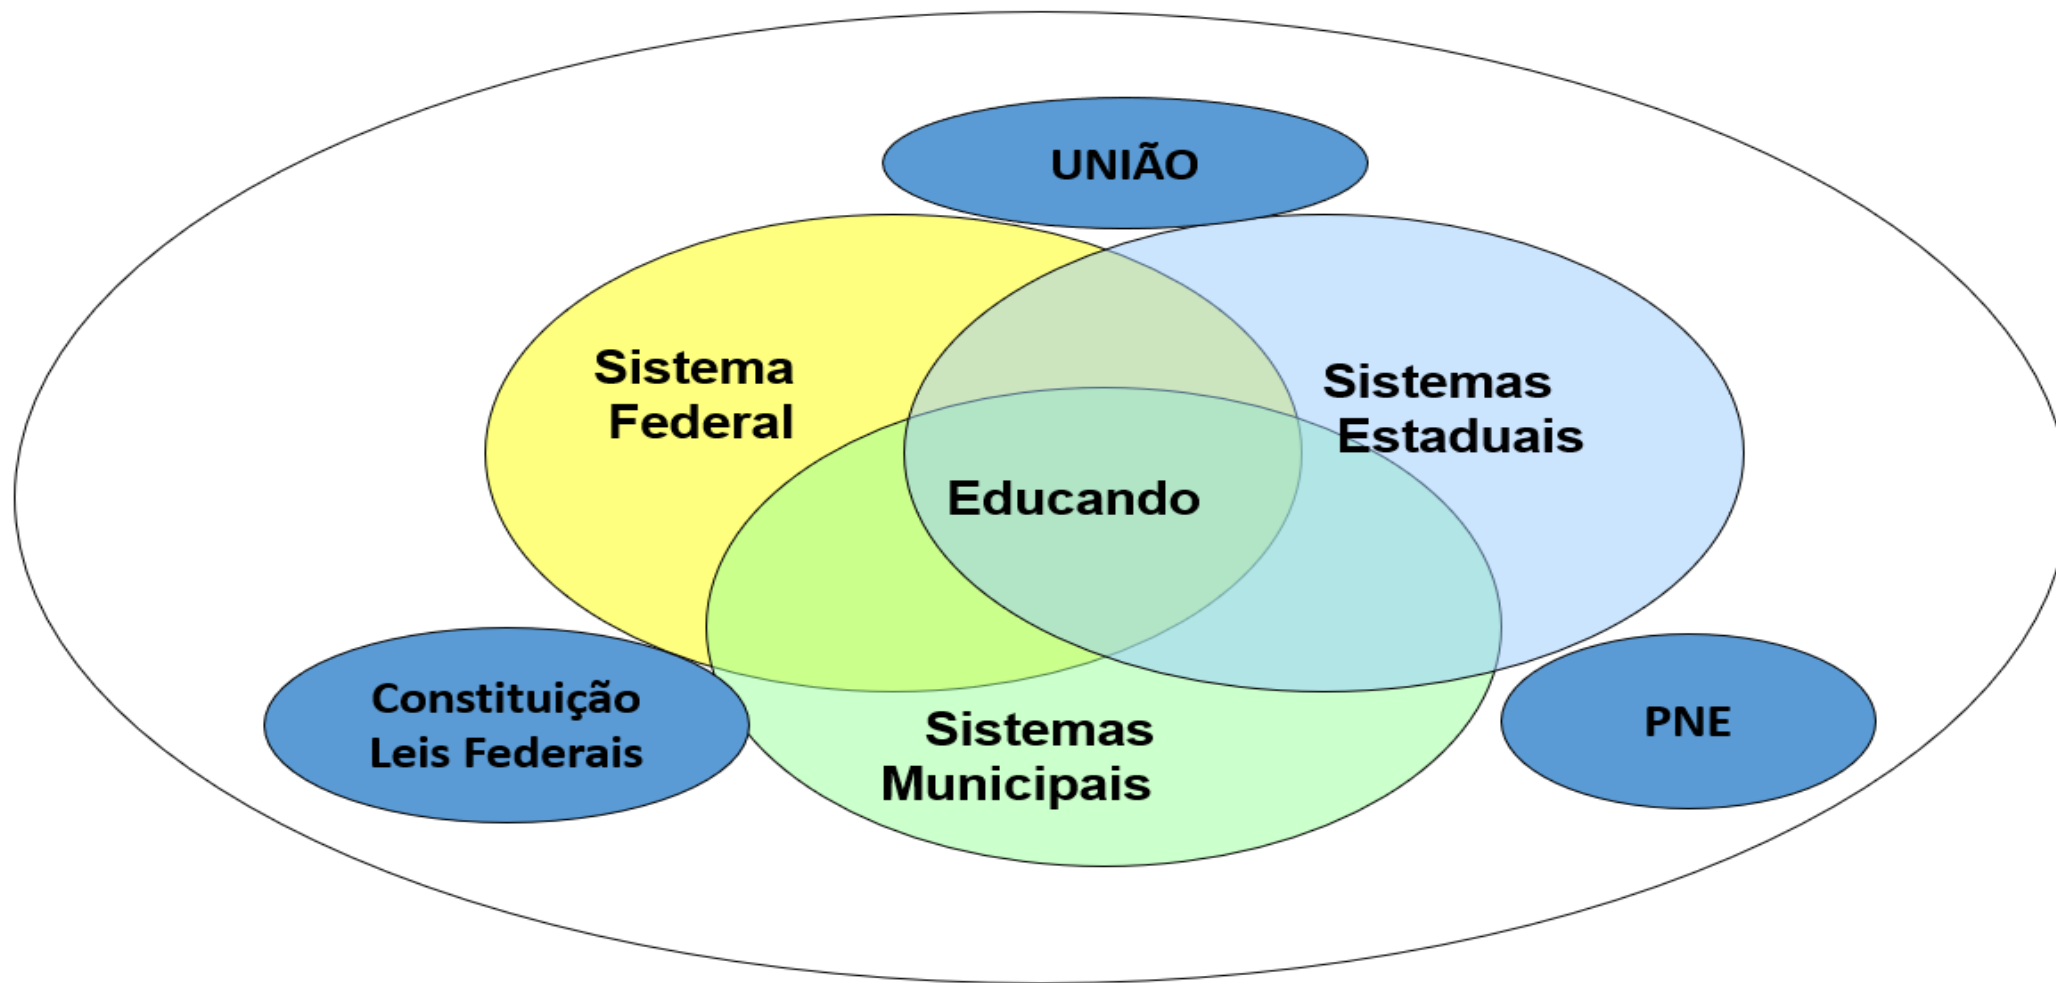 UNIÃO
Sistema
Federal
Sistemas
Estaduais
Educando
Constituição
Leis Federais
Sistemas
Municipais
PNE